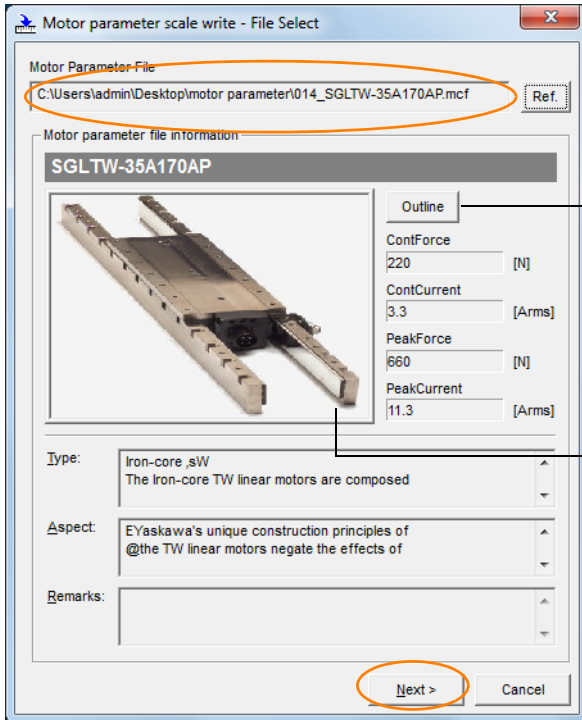 Motor parameter scale write - File Select
Motor Parameter File
C:\Users\admin\Desktop\motor parameter\014_SGLTW-35A170AP.mcf
Ref.
Motor parameter file information
SGLTW-35A170AP
Outline
ContForce
220 [N]
ContCurrent
3.3 [Arms]
PeakForce
660 [N]
PeakCurrent
11.3 [Arms]
Type:
Iron-core ,sW
The Iron-core TW linear motors are composed
Aspect:
EYaskawa's unique construction principles of
@the TW linear motors negate the effects of
Remarks:
Next >
Cancel